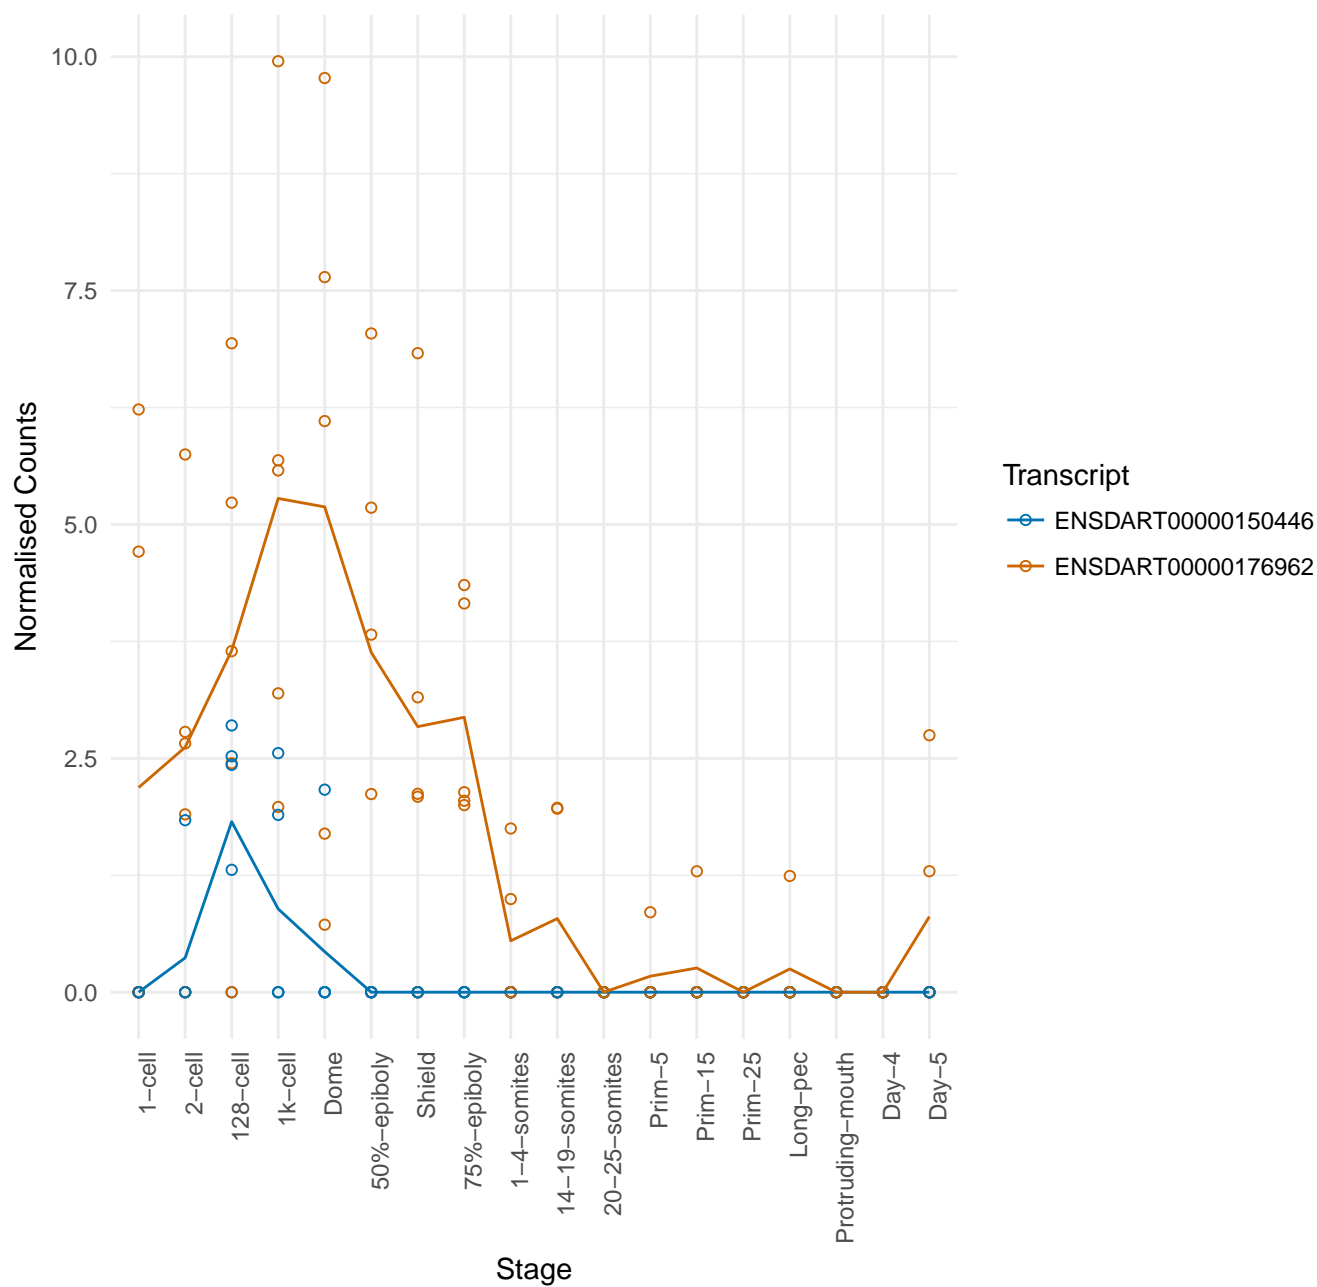 10.0
7.5
5.0
2.5
0.0
Normalised Counts
1−cell
2−cell
128−cell
1k−cell
Dome
50%−epiboly
Shield
75%−epiboly
1−4−somites
14−19−somites
20−25−somites
Prim−5
Prim−15
Prim−25
Long−pec
Protruding−mouth
Day−4
Day−5
Stage
Transcript
ENSDART00000150446
ENSDART00000176962